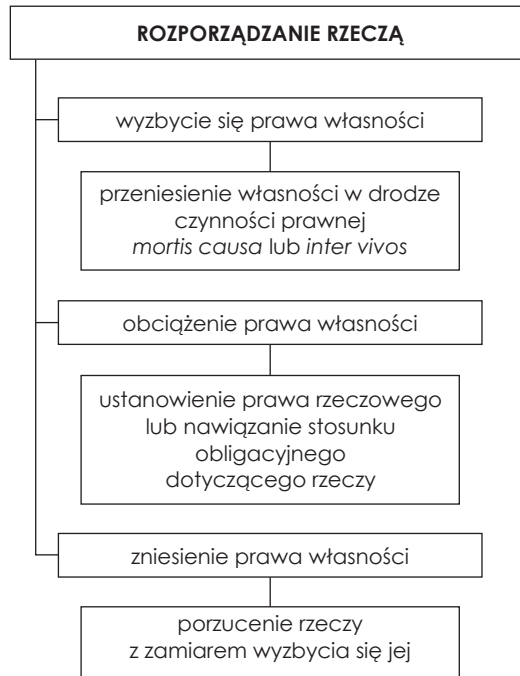 ROZPORZĄDZANIE RZECZĄ
wyzbycie się prawa własności
przeniesienie własności w drodze
czynności prawnej
mortis causa lub inter vivos
obciążenie prawa własności
ustanowienie prawa rzeczowego
lub nawiązanie stosunku
obligacyjnego
dotyczącego rzeczy
zniesienie prawa własności
porzucenie rzeczy
z zamiarem wyzbycia się jej